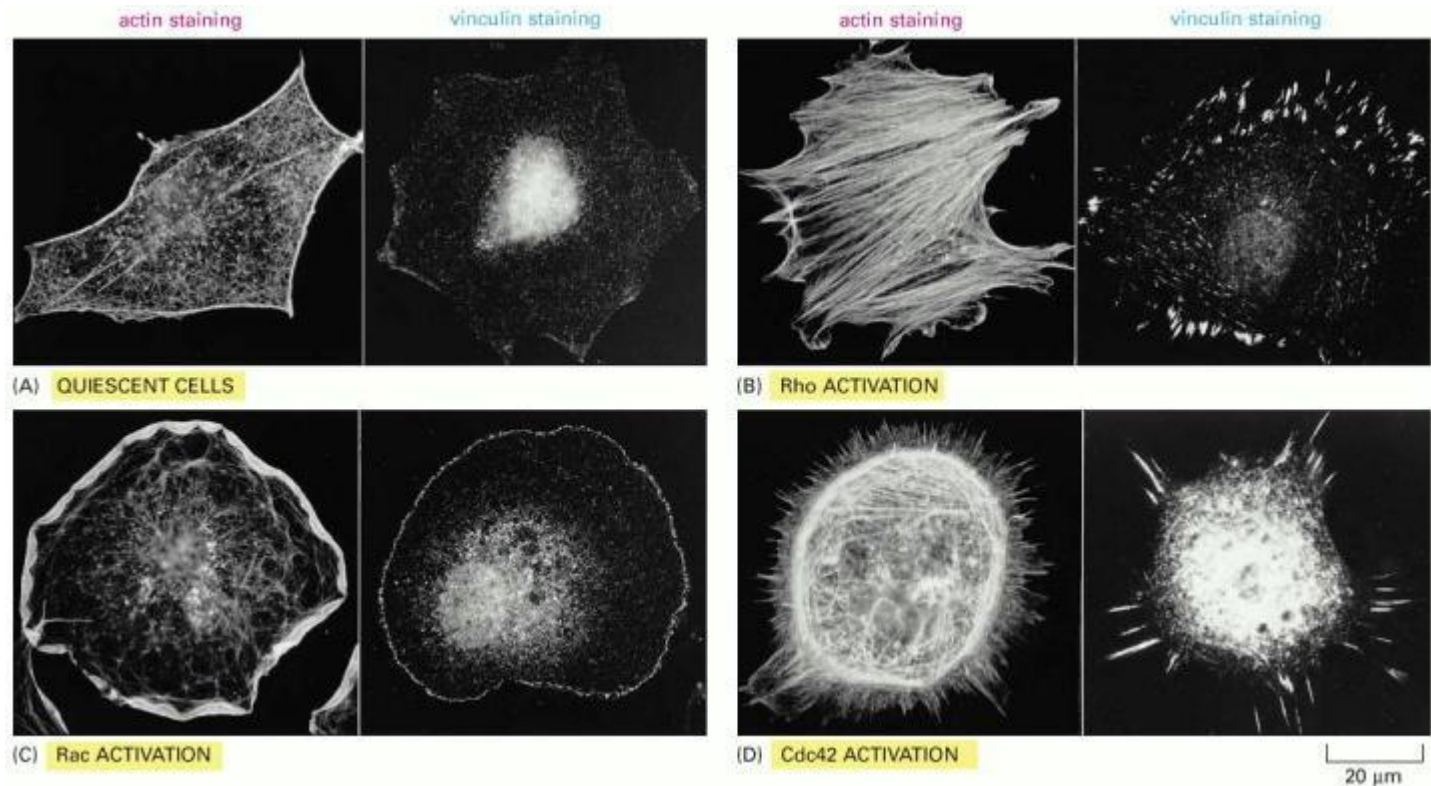 actin staining
vinculin staining
actin staining
vinculin staining
(A) QUIESCENT CELLS
(B) Rho ACTIVATION
(C) Rac ACTIVATION
(D) Cdc42 ACTIVATION
20 µm